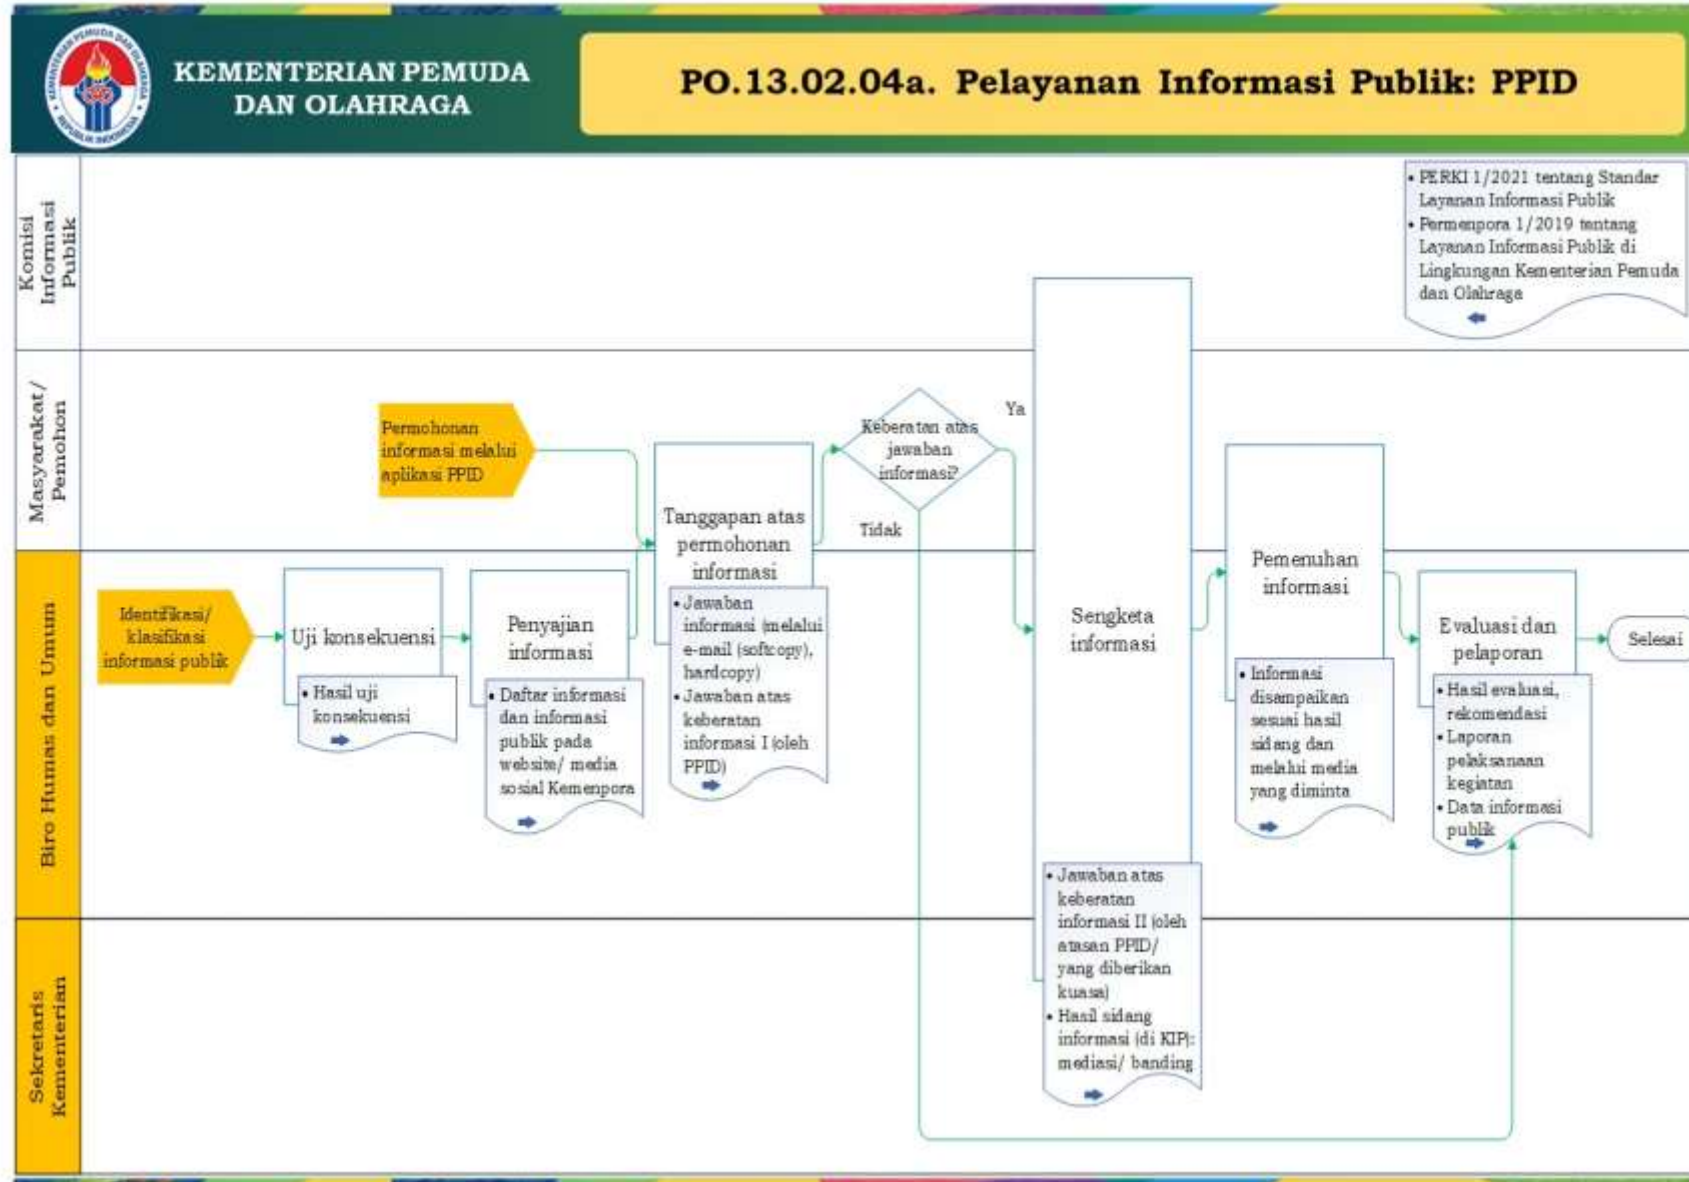 KEMENTERIAN PEMUDA DAN OLAHRAGA
REPUBLIK INDONESIA
KEMENTERIAN PEMUDA
DAN OLAHRAGA
PO.13.02.04a. Pelayanan Informasi Publik: PPID
Komisi
Informasi
Publik
• PERKI 1/2021 tentang Standar
Layanan Informasi Publik
• Permenpora 1/2019 tentang
Layanan Informasi Publik di
Lingkungan Kementerian Pemuda
dan Olahraga
Masyarakat/
Pemohon
Permohonan
informasi melalui
aplikasi PPID
Tanggapan atas
permohonan
informasi
• Jawaban
informasi (melalui
e-mail (softcopy),
hardcopy)
• Jawaban atas
keberatan
informasi I (oleh
PPID)
Keberatan atas
jawaban
informasi?
Ya
Tidak
Biro Humas dan Umum
Identifikasi/
klasifikasi
informasi publik
Uji konsekuensi
• Hasil uji
konsekuensi
Penyajian
informasi
• Daftar informasi
dan informasi
publik pada
website/ media
sosial Kemenpora
Sengketa
informasi
• Jawaban atas
keberatan
informasi II (oleh
atasan PPID/
yang diberikan
kuasa)
• Hasil sidang
informasi (di KIP):
mediasi/ banding
Pemenuhan
informasi
• Informasi
disampaikan
sesuai hasil
sidang dan
melalui media
yang diminta
Evaluasi dan
pelaporan
• Hasil evaluasi,
rekomendasi
• Laporan
pelaksanaan
kegiatan
• Data informasi
publik
Selesai
Sekretaris
Kementerian